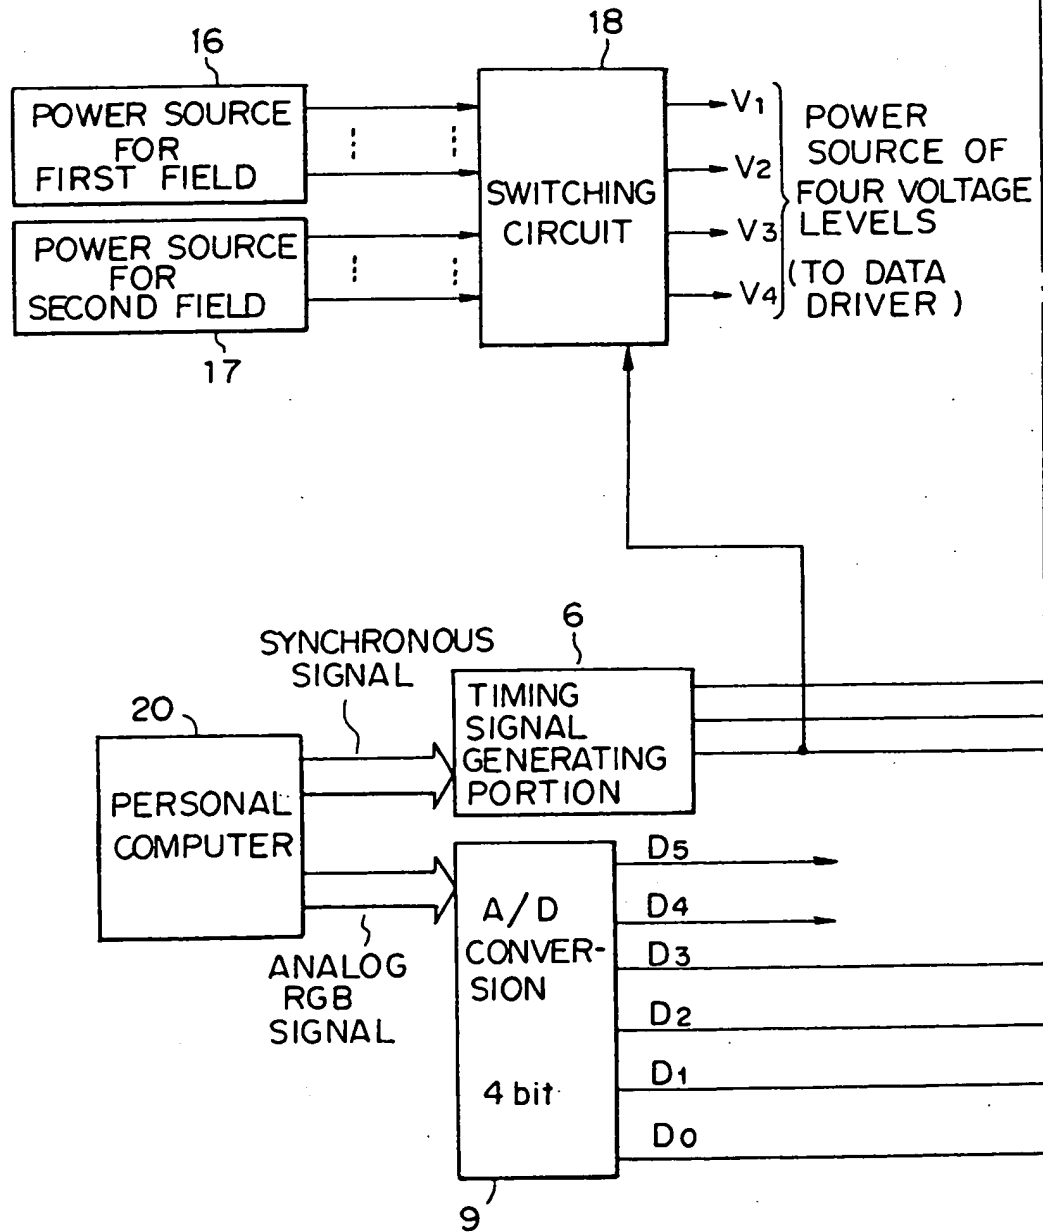 16
POWER SOURCE
FOR
FIRST FIELD
POWER SOURCE
FOR
SECOND FIELD
17
18
SWITCHING
CIRCUIT
V1
V2
V3
V4
POWER
SOURCE OF
FOUR VOLTAGE
LEVELS
(TO DATA
DRIVER)
SYNCHRONOUS
SIGNAL
6
TIMING
SIGNAL
GENERATING
PORTION
20
PERSONAL
COMPUTER
ANALOG
RGB
SIGNAL
A/D
CONVER-
SION
4 bit
9
D5
D4
D3
D2
D1
D0